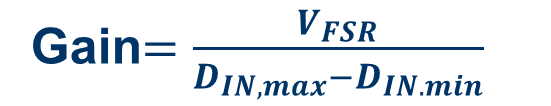 Gain= V_FSR / D_IN,max−D_IN.min